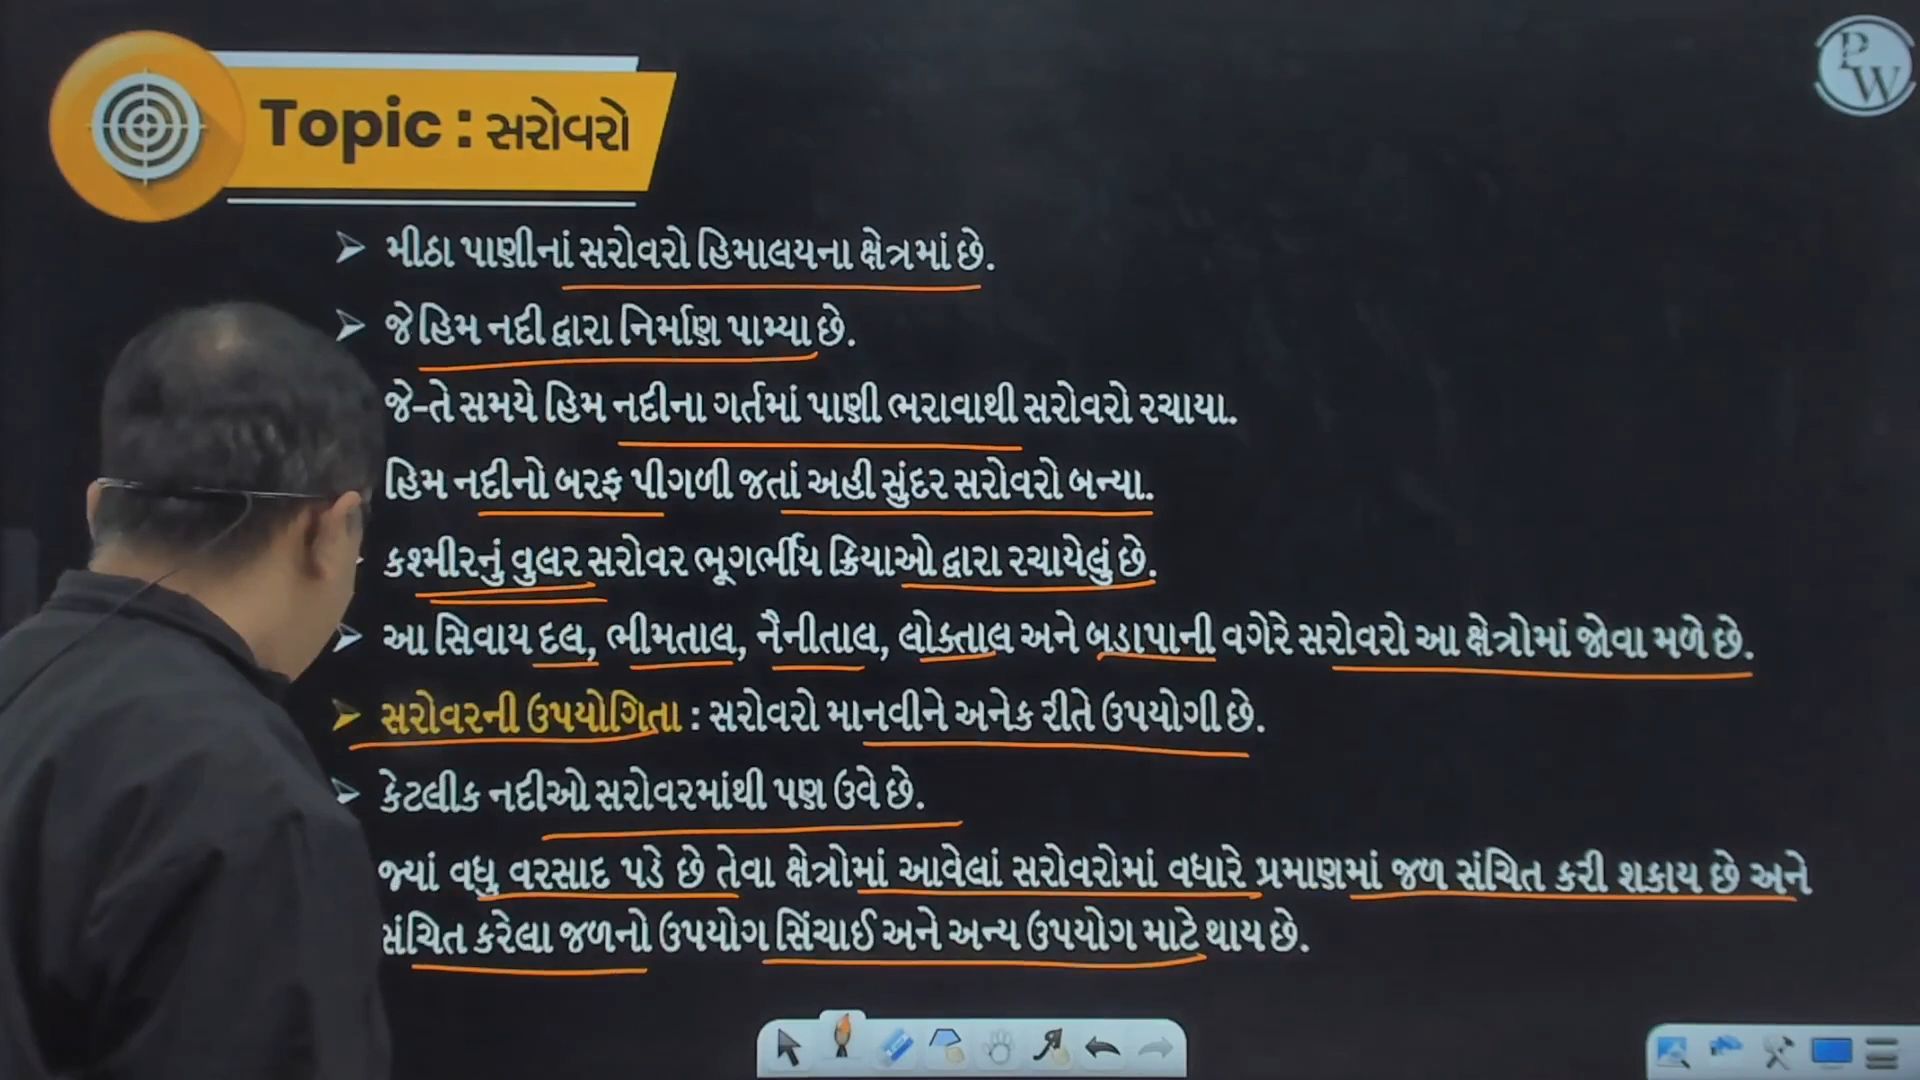 PW
Topic : સરોવરો
મીઠા પાણીનાં સરોવરો હિમાલયના ક્ષેત્રમાં છે.
જે હિમ નદી દ્વારા નિર્માણ પામ્યા છે.
જે-તે સમયે હિમ નદીના ગર્તમાં પાણી ભરાવાથી સરોવરો રચાયા.
હિમ નદીનો બરફ પીગળી જતાં અહી સુંદર સરોવરો બન્યા.
કશ્મીરનું વુલર સરોવર ભૂગર્ભીય ક્રિયાઓ દ્વારા રચાયેલું છે.
આ સિવાય દલ, ભીમતાલ, નૈનીતાલ, લોક્તાલ અને બડાપાની વગેરે સરોવરો આ ક્ષેત્રોમાં જોવા મળે છે.
સરોવરની ઉપયોગિતા : સરોવરો માનવીને અનેક રીતે ઉપયોગી છે.
કેટલીક નદીઓ સરોવરમાંથી પણ ઉવે છે.
જ્યાં વધુ વરસાદ પડે છે તેવા ક્ષેત્રોમાં આવેલાં સરોવરોમાં વધારે પ્રમાણમાં જળ સંચિત કરી શકાય છે અને
સંચિત કરેલા જળનો ઉપયોગ સિંચાઈ અને અન્ય ઉપયોગ માટે થાય છે.